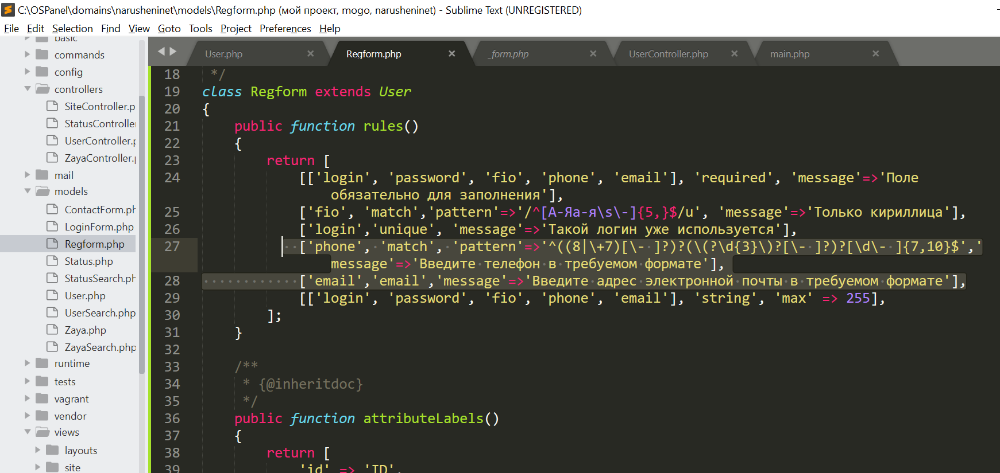 C:\OSPanel\domains\narusheninet\models\Regform.php (мой проект, mogo, narusheninet) - Sublime Text (UNREGISTERED)
File Edit Selection Find View Goto Tools Project Preferences Help
basic
commands
config
controllers
SiteController.p
StatusController
UserController.p
ZayaController.p
mail
models
ContactForm.ph
LoginForm.php
Regform.php
Status.php
StatusSearch.ph
User.php
UserSearch.php
Zaya.php
ZayaSearch.php
runtime
tests
vagrant
vendor
views
layouts
site
User.php × Regform.php × _form.php × UserController.php × main.php ×
18 */
19 class Regform extends User
20 {
21 public function rules()
22 {
23 return [
24 [['login', 'password', 'fio', 'phone', 'email'], 'required', 'message'=>'Поле
обязательно для заполнения'],
25 ['fio', 'match','pattern'=>'/^[А-Яа-я\s\-]{5,}$/u', 'message'=>'Только кириллица'],
26 ['login','unique', 'message'=>'Такой логин уже используется'],
27 ['phone', 'match', 'pattern'=>'^((8|\+7)[\- ]?)?(\(?\d{3}\)?[\- ]?)?[\d\- ]{7,10}$','
message'=>'Введите телефон в требуемом формате'],
28 ['email','email','message'=>'Введите адрес электронной почты в требуемом формате'],
29 [['login', 'password', 'fio', 'phone', 'email'], 'string', 'max' => 255],
30 ];
31 }
32
33 /**
34 * {@inheritdoc}
35 */
36 public function attributeLabels()
37 {
38 return [
39 'id' => 'ID',